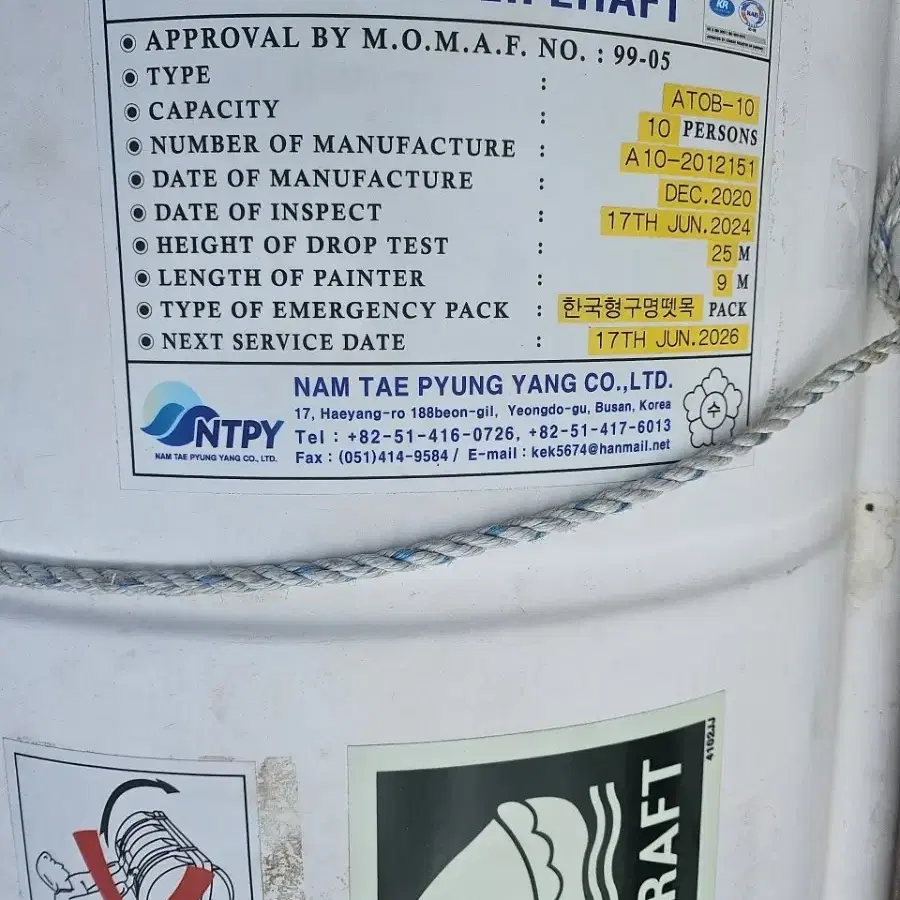 LIFERAFT
KR
◉ APPROVAL BY M.O.M.A.F. NO. : 99-05
◉ TYPE : ATOB-10
◉ CAPACITY : 10 PERSONS
◉ NUMBER OF MANUFACTURE : A10-2012151
◉ DATE OF MANUFACTURE : DEC.2020
◉ DATE OF INSPECT : 17TH JUN.2024
◉ HEIGHT OF DROP TEST : 25 M
◉ LENGTH OF PAINTER : 9 M
◉ TYPE OF EMERGENCY PACK : 한국형구명뗏목 PACK
◉ NEXT SERVICE DATE : 17TH JUN.2026
NTPY
NAM TAE PYUNG YANG CO., LTD.
NAM TAE PYUNG YANG CO.,LTD.
17, Haeyang-ro 188beon-gil, Yeongdo-gu, Busan, Korea
Tel : +82-51-416-0726, +82-51-417-6013
Fax : (051)414-9584 / E-mail : kek5674@hanmail.net
수
4102JJ
RAFT